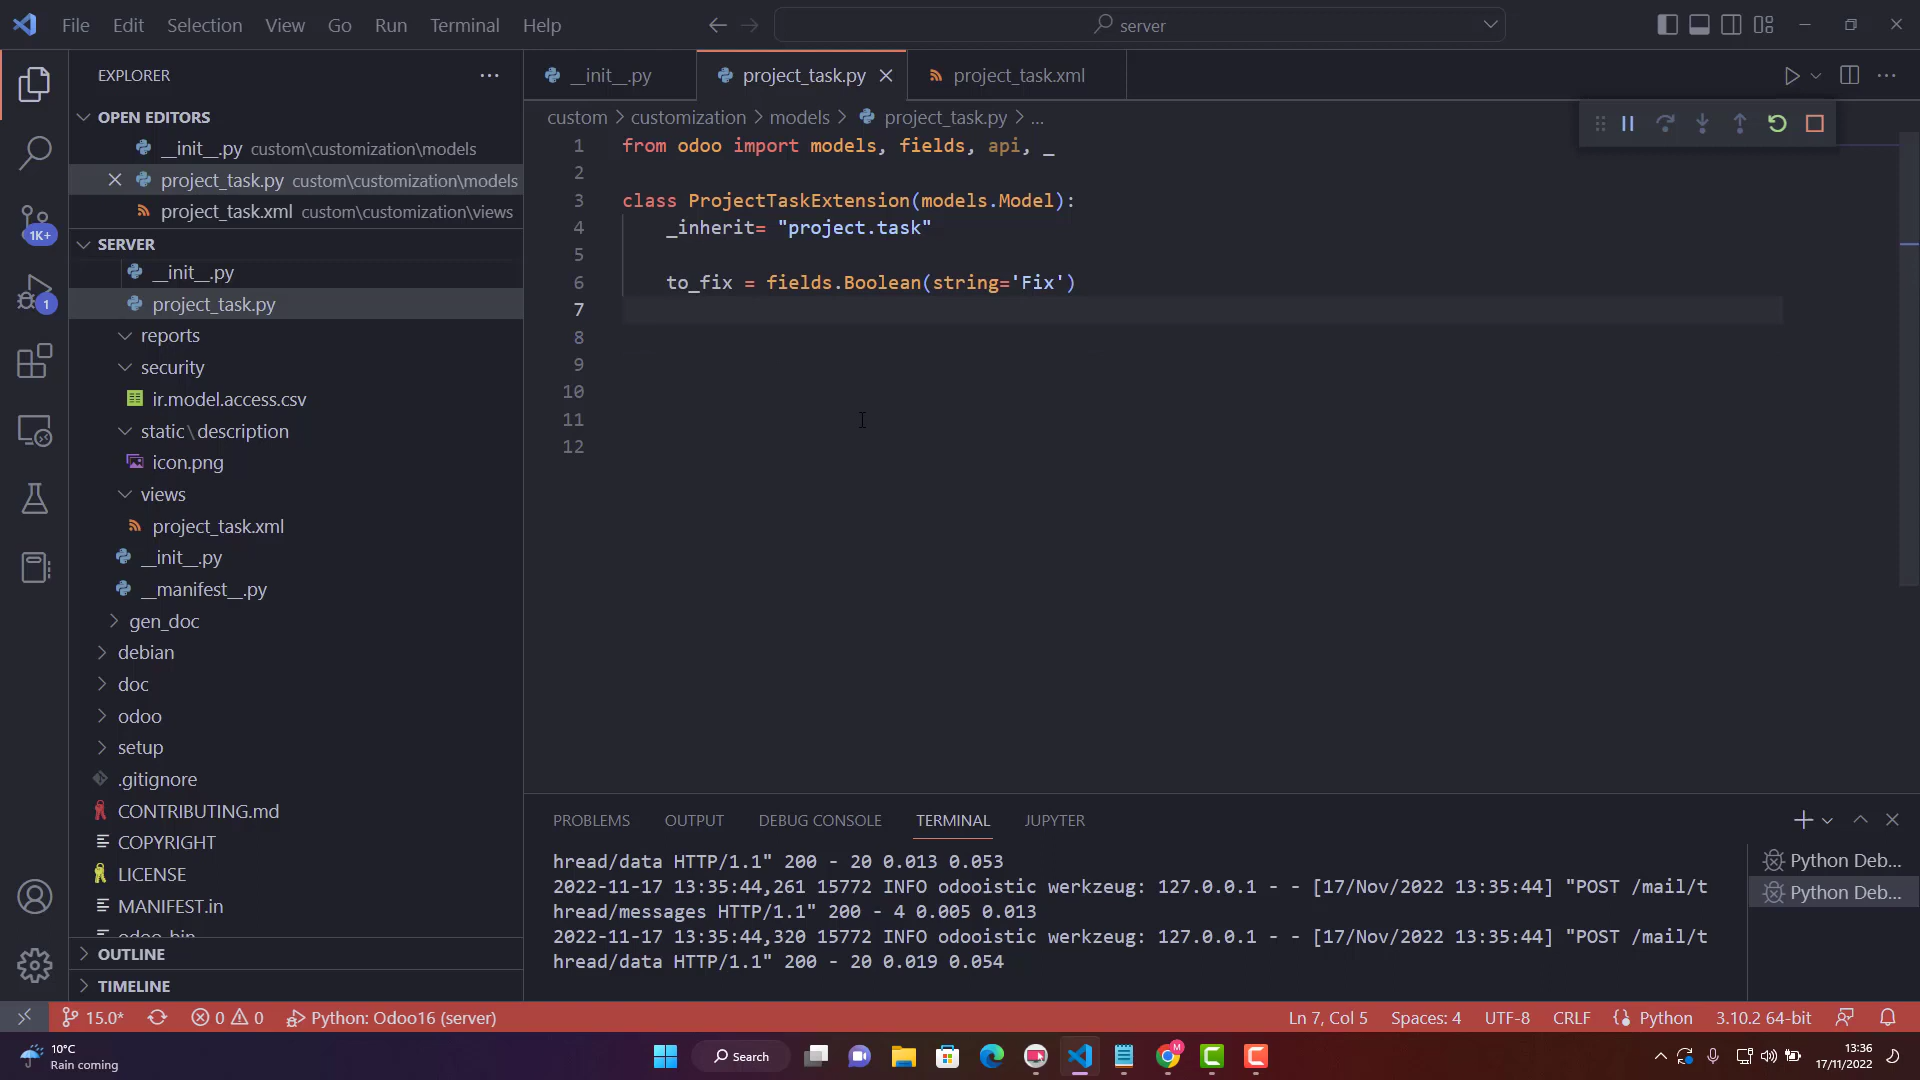 File Edit Selection View Go Run Terminal Help
server
EXPLORER
OPEN EDITORS
__init__.py custom\customization\models
project_task.py custom\customization\models
project_task.xml custom\customization\views
SERVER
__init__.py
project_task.py
reports
security
ir.model.access.csv
static\description
icon.png
views
project_task.xml
__init__.py
__manifest__.py
gen_doc
debian
doc
odoo
setup
.gitignore
CONTRIBUTING.md
COPYRIGHT
LICENSE
MANIFEST.in
odoo-bin
OUTLINE
TIMELINE
1K+
1
__init__.py project_task.py project_task.xml
custom > customization > models > project_task.py > ...
1 from odoo import models, fields, api, _
2
3 class ProjectTaskExtension(models.Model):
4 _inherit= "project.task"
5
6 to_fix = fields.Boolean(string='Fix')
7
8
9
10
11
12
PROBLEMS OUTPUT DEBUG CONSOLE TERMINAL JUPYTER
hread/data HTTP/1.1" 200 - 20 0.013 0.053
2022-11-17 13:35:44,261 15772 INFO odooistic werkzeug: 127.0.0.1 - - [17/Nov/2022 13:35:44] "POST /mail/t
hread/messages HTTP/1.1" 200 - 4 0.005 0.013
2022-11-17 13:35:44,320 15772 INFO odooistic werkzeug: 127.0.0.1 - - [17/Nov/2022 13:35:44] "POST /mail/t
hread/data HTTP/1.1" 200 - 20 0.019 0.054
Python Deb...
Python Deb...
15.0* 0 0 Python: Odoo16 (server) Ln 7, Col 5 Spaces: 4 UTF-8 CRLF Python 3.10.2 64-bit
10°C
Rain coming
Search
M
13:36
17/11/2022